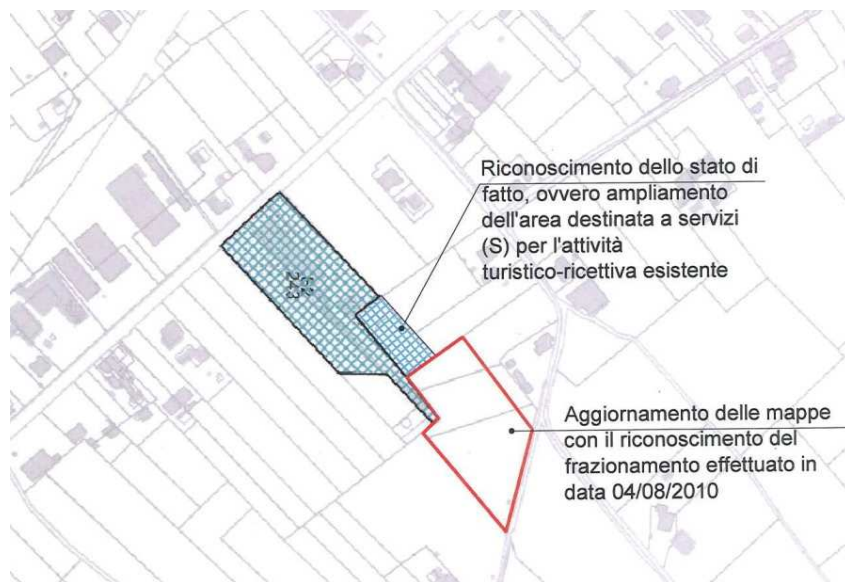 Riconoscimento dello stato di
fatto, ovvero ampliamento
dell'area destinata a servizi
(S) per l'attività
turistico-ricettiva esistente
Aggiornamento delle mappe
con il riconoscimento del
frazionamento effettuato in
data 04/08/2010